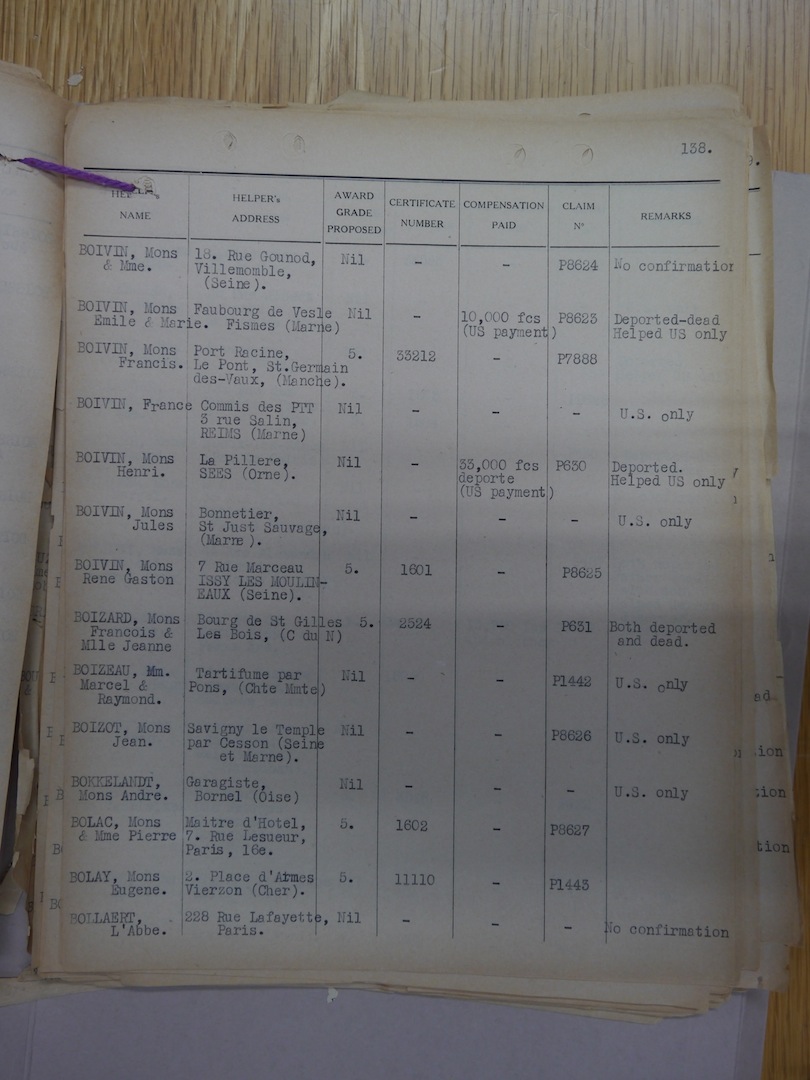 138.
NAME
HELPER's
ADDRESS
AWARD
GRADE
PROPOSED
CERTIFICATE
NUMBER
COMPENSATION
PAID
CLAIM
Nº
REMARKS
BOIVIN, Mons 18. Rue Gounod, Nil - - P8624 No confirmation
& Mme. Villemomble,
(Seine).
BOIVIN, Mons Faubourg de Vesle Nil - 10,000 fcs P8623 Deported-dead
Emile & Marie. Fismes (Marne) (US payment) Helped US only
BOIVIN, Mons Port Racine, 5. 33212 - P7888
Francis. Le Pont, St.Germain
des-Vaux, (Manche).
BOIVIN, France Commis des PTT Nil - - - U.S. only
3 rue Salin,
REIMS (Marne)
BOIVIN, Mons La Pillere, Nil - 33,000 fcs P630 Deported.
Henri. SEES (Orne). deporte Helped US only
(US payment)
BOIVIN, Mons Bonnetier, Nil - - - U.S. only
Jules St Just Sauvage,
(Marne).
BOIVIN, Mons 7 Rue Marceau 5. 1601 - P8625
Rene Gaston ISSY LES MOULIN-
EAUX (Seine).
BOIZARD, Mons Bourg de St Gilles 5. 2524 - P631 Both deported
Francois & Les Bois, (C du N) and dead.
Mlle Jeanne
BOIZEAU, Mm. Tartifume par Nil - - P1442 U.S. only
Marcel & Pons, (Chte Mmte)
Raymond.
BOIZOT, Mons Savigny le Temple Nil - - P8626 U.S. only
Jean. par Cesson (Seine
et Marne).
BOKKELANDT, Garagiste, Nil - - - U.S. only
Mons Andre. Bornel (Oise)
BOLAC, Mons Maitre d'Hotel, 5. 1602 - P8627
& Mme Pierre 7. Rue Lesueur,
Paris, 16e.
BOLAY, Mons 2. Place d'Armes 5. 11110 - P1443
Eugene. Vierzon (Cher).
BOLLAERT, 228 Rue Lafayette, Nil - - - No confirmation
L'Abbe. Paris.